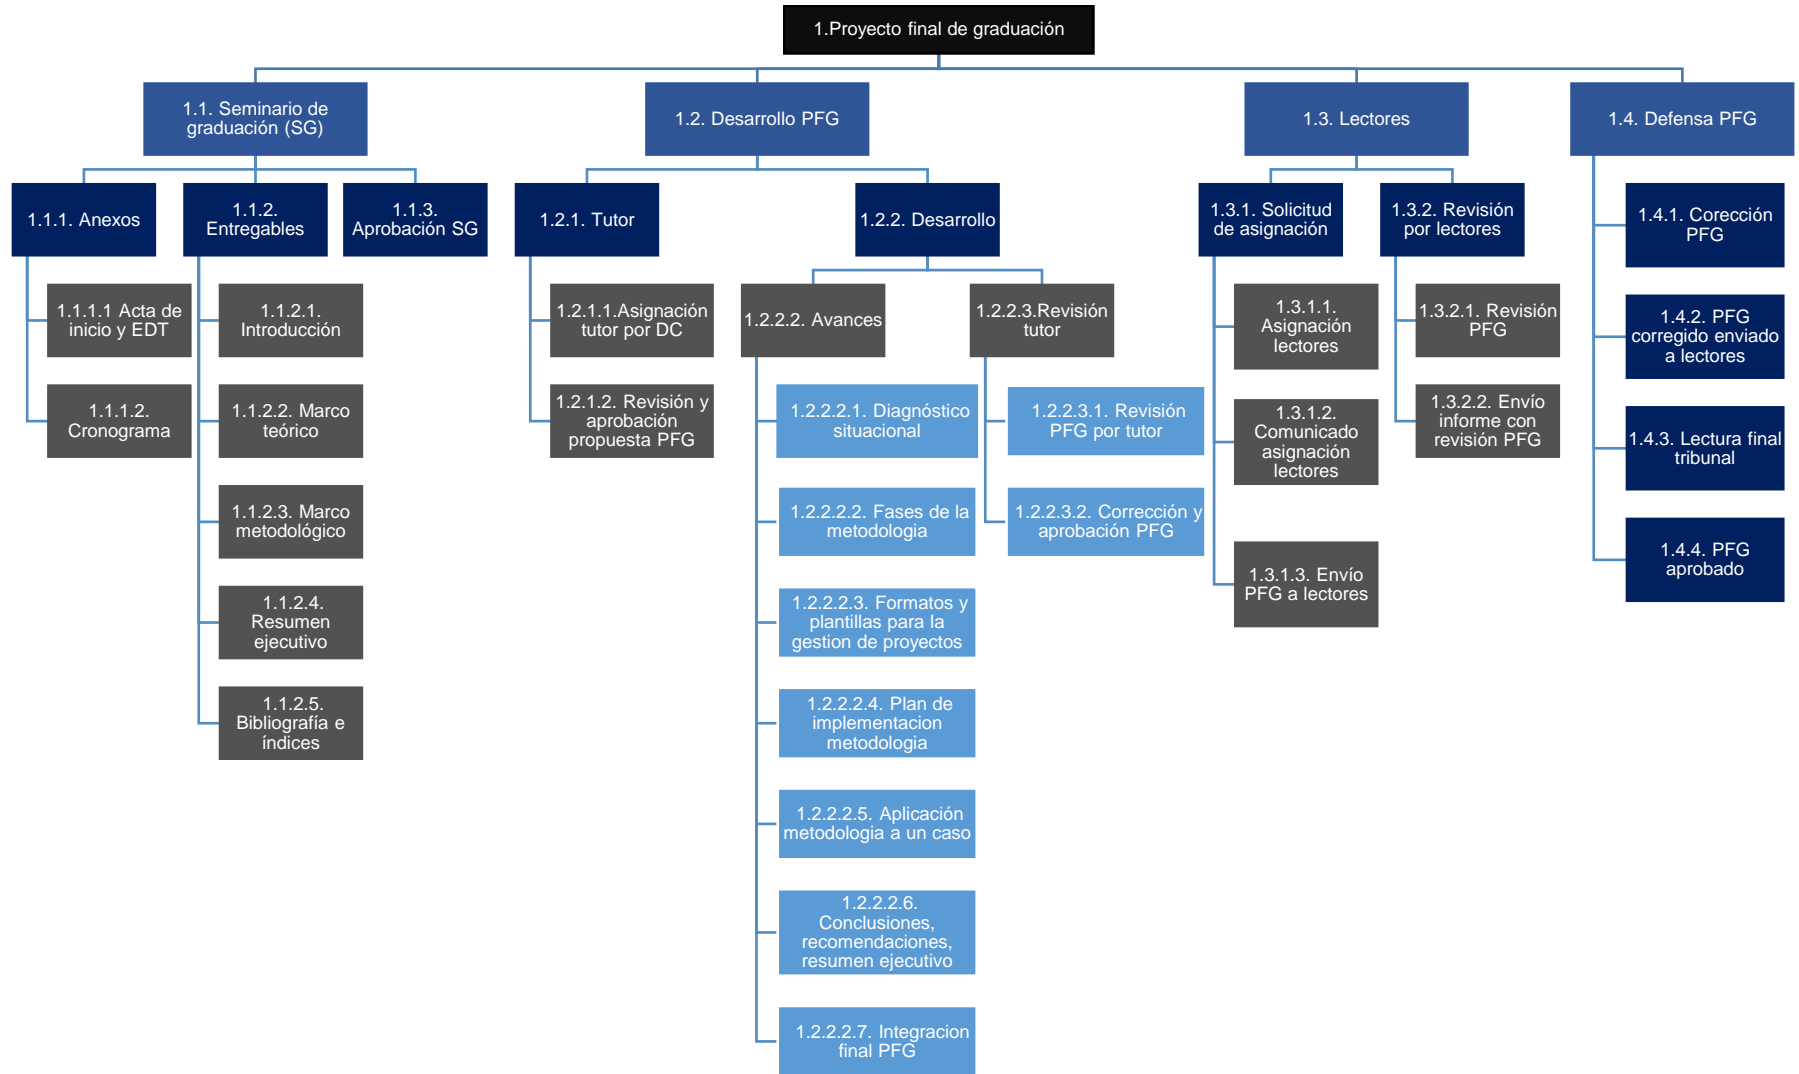 1.Proyecto final de graduación
1.1. Seminario de
graduación (SG)
1.2. Desarrollo PFG
1.3. Lectores
1.4. Defensa PFG
1.1.1. Anexos
1.1.2.
Entregables
1.1.3.
Aprobación SG
1.2.1. Tutor
1.2.2. Desarrollo
1.3.1. Solicitud
de asignación
1.3.2. Revisión
por lectores
1.4.1. Corección
PFG
1.1.1.1 Acta de
inicio y EDT
1.1.2.1.
Introducción
1.2.1.1.Asignación
tutor por DC
1.2.2.2. Avances
1.2.2.3.Revisión
tutor
1.3.1.1.
Asignación
lectores
1.3.2.1. Revisión
PFG
1.4.2. PFG
corregido enviado
a lectores
1.1.1.2.
Cronograma
1.1.2.2. Marco
teórico
1.2.1.2. Revisión y
aprobación
propuesta PFG
1.2.2.2.1. Diagnóstico
situacional
1.2.2.3.1. Revisión
PFG por tutor
1.3.1.2.
Comunicado
asignación
lectores
1.3.2.2. Envío
informe con
revisión PFG
1.4.3. Lectura final
tribunal
1.1.2.3. Marco
metodológico
1.2.2.2.2. Fases de la
metodologia
1.2.2.3.2. Corrección y
aprobación PFG
1.3.1.3. Envío
PFG a lectores
1.4.4. PFG
aprobado
1.1.2.4.
Resumen
ejecutivo
1.2.2.2.3. Formatos y
plantillas para la
gestion de proyectos
1.1.2.5.
Bibliografía e
índices
1.2.2.2.4. Plan de
implementacion
metodologia
1.2.2.2.5. Aplicación
metodologia a un caso
1.2.2.2.6.
Conclusiones,
recomendaciones,
resumen ejecutivo
1.2.2.2.7. Integracion
final PFG